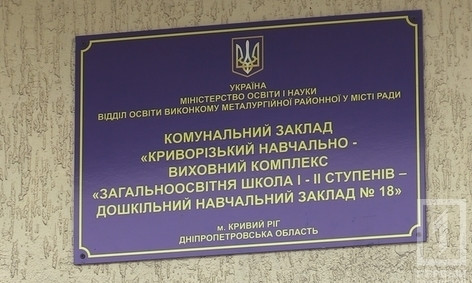 УКРАЇНА
МІНІСТЕРСТВО ОСВІТИ І НАУКИ
ВІДДІЛ ОСВІТИ ВИКОНКОМУ МЕТАЛУРГІЙНОЇ РАЙОННОЇ У МІСТІ РАДИ
КОМУНАЛЬНИЙ ЗАКЛАД
«КРИВОРІЗЬКИЙ НАВЧАЛЬНО -
ВИХОВНИЙ КОМПЛЕКС
«ЗАГАЛЬНООСВІТНЯ ШКОЛА І - ІІ СТУПЕНІВ –
ДОШКІЛЬНИЙ НАВЧАЛЬНИЙ ЗАКЛАД № 18»
м. КРИВИЙ РІГ
ДНІПРОПЕТРОВСЬКА ОБЛАСТЬ